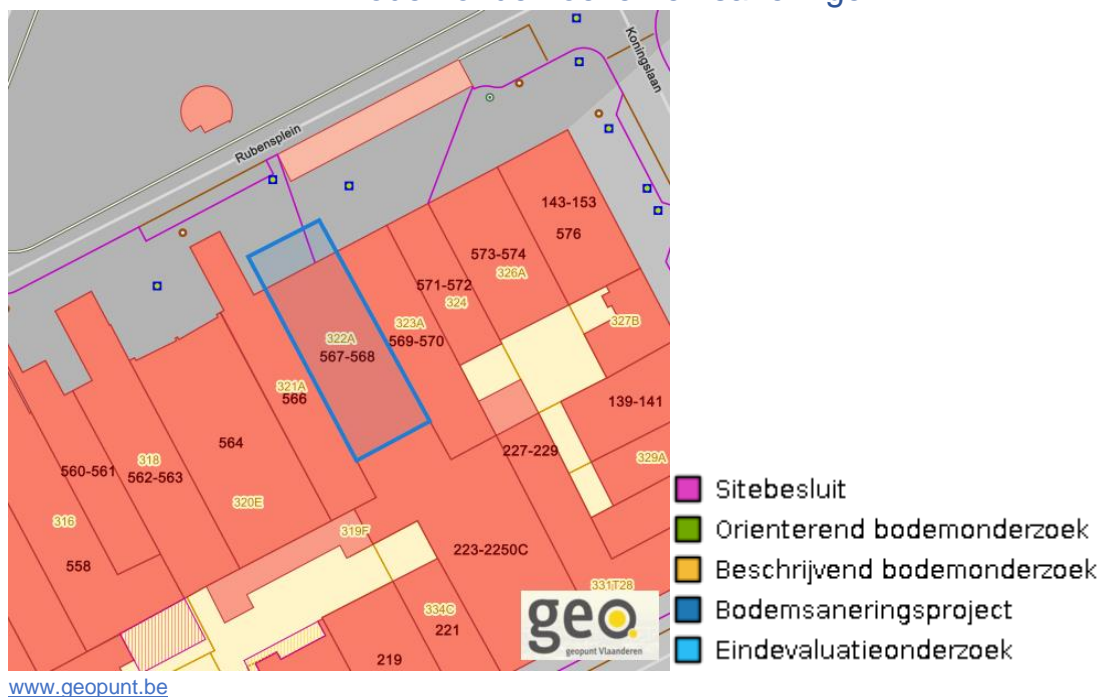 Rubensplein
Koningslaan
143-153
576
573-574
326A
571-572
324
327B
323A
569-570
322A
567-568
321A
566
139-141
564
227-229
329A
560-561
318
562-563
320E
316
319F
223-2250C
558
331T28
334C
221
219
geo
geopunt Vlaanderen
Sitebesluit
Orienterend bodemonderzoek
Beschrijvend bodemonderzoek
Bodemsaneringsproject
Eindevaluatieonderzoek
www.geopunt.be